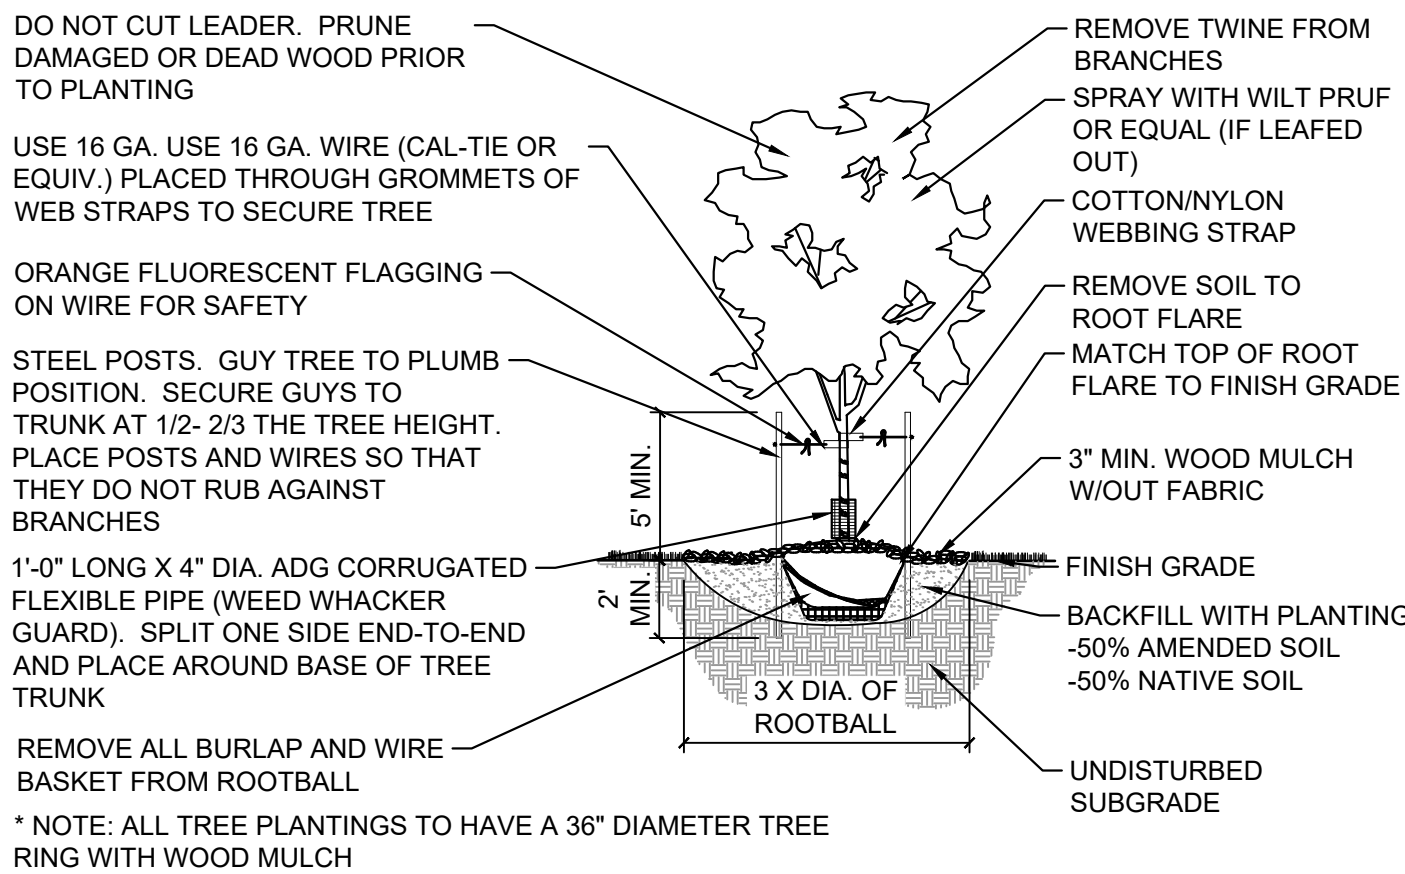 DO NOT CUT LEADER. PRUNE
DAMAGED OR DEAD WOOD PRIOR
TO PLANTING
USE 16 GA. USE 16 GA. WIRE (CAL-TIE OR
EQUIV.) PLACED THROUGH GROMMETS OF
WEB STRAPS TO SECURE TREE
ORANGE FLUORESCENT FLAGGING
ON WIRE FOR SAFETY
STEEL POSTS. GUY TREE TO PLUMB
POSITION. SECURE GUYS TO
TRUNK AT 1/2- 2/3 THE TREE HEIGHT.
PLACE POSTS AND WIRES SO THAT
THEY DO NOT RUB AGAINST
BRANCHES
1'-0" LONG X 4" DIA. ADG CORRUGATED
FLEXIBLE PIPE (WEED WHACKER
GUARD). SPLIT ONE SIDE END-TO-END
AND PLACE AROUND BASE OF TREE
TRUNK
REMOVE ALL BURLAP AND WIRE
BASKET FROM ROOTBALL
* NOTE: ALL TREE PLANTINGS TO HAVE A 36" DIAMETER TREE
RING WITH WOOD MULCH
5' MIN.
2'
MIN.
3 X DIA. OF
ROOTBALL
REMOVE TWINE FROM
BRANCHES
SPRAY WITH WILT PRUF
OR EQUAL (IF LEAFED
OUT)
COTTON/NYLON
WEBBING STRAP
REMOVE SOIL TO
ROOT FLARE
MATCH TOP OF ROOT
FLARE TO FINISH GRADE
3" MIN. WOOD MULCH
W/OUT FABRIC
FINISH GRADE
BACKFILL WITH PLANTING
-50% AMENDED SOIL
-50% NATIVE SOIL
UNDISTURBED
SUBGRADE